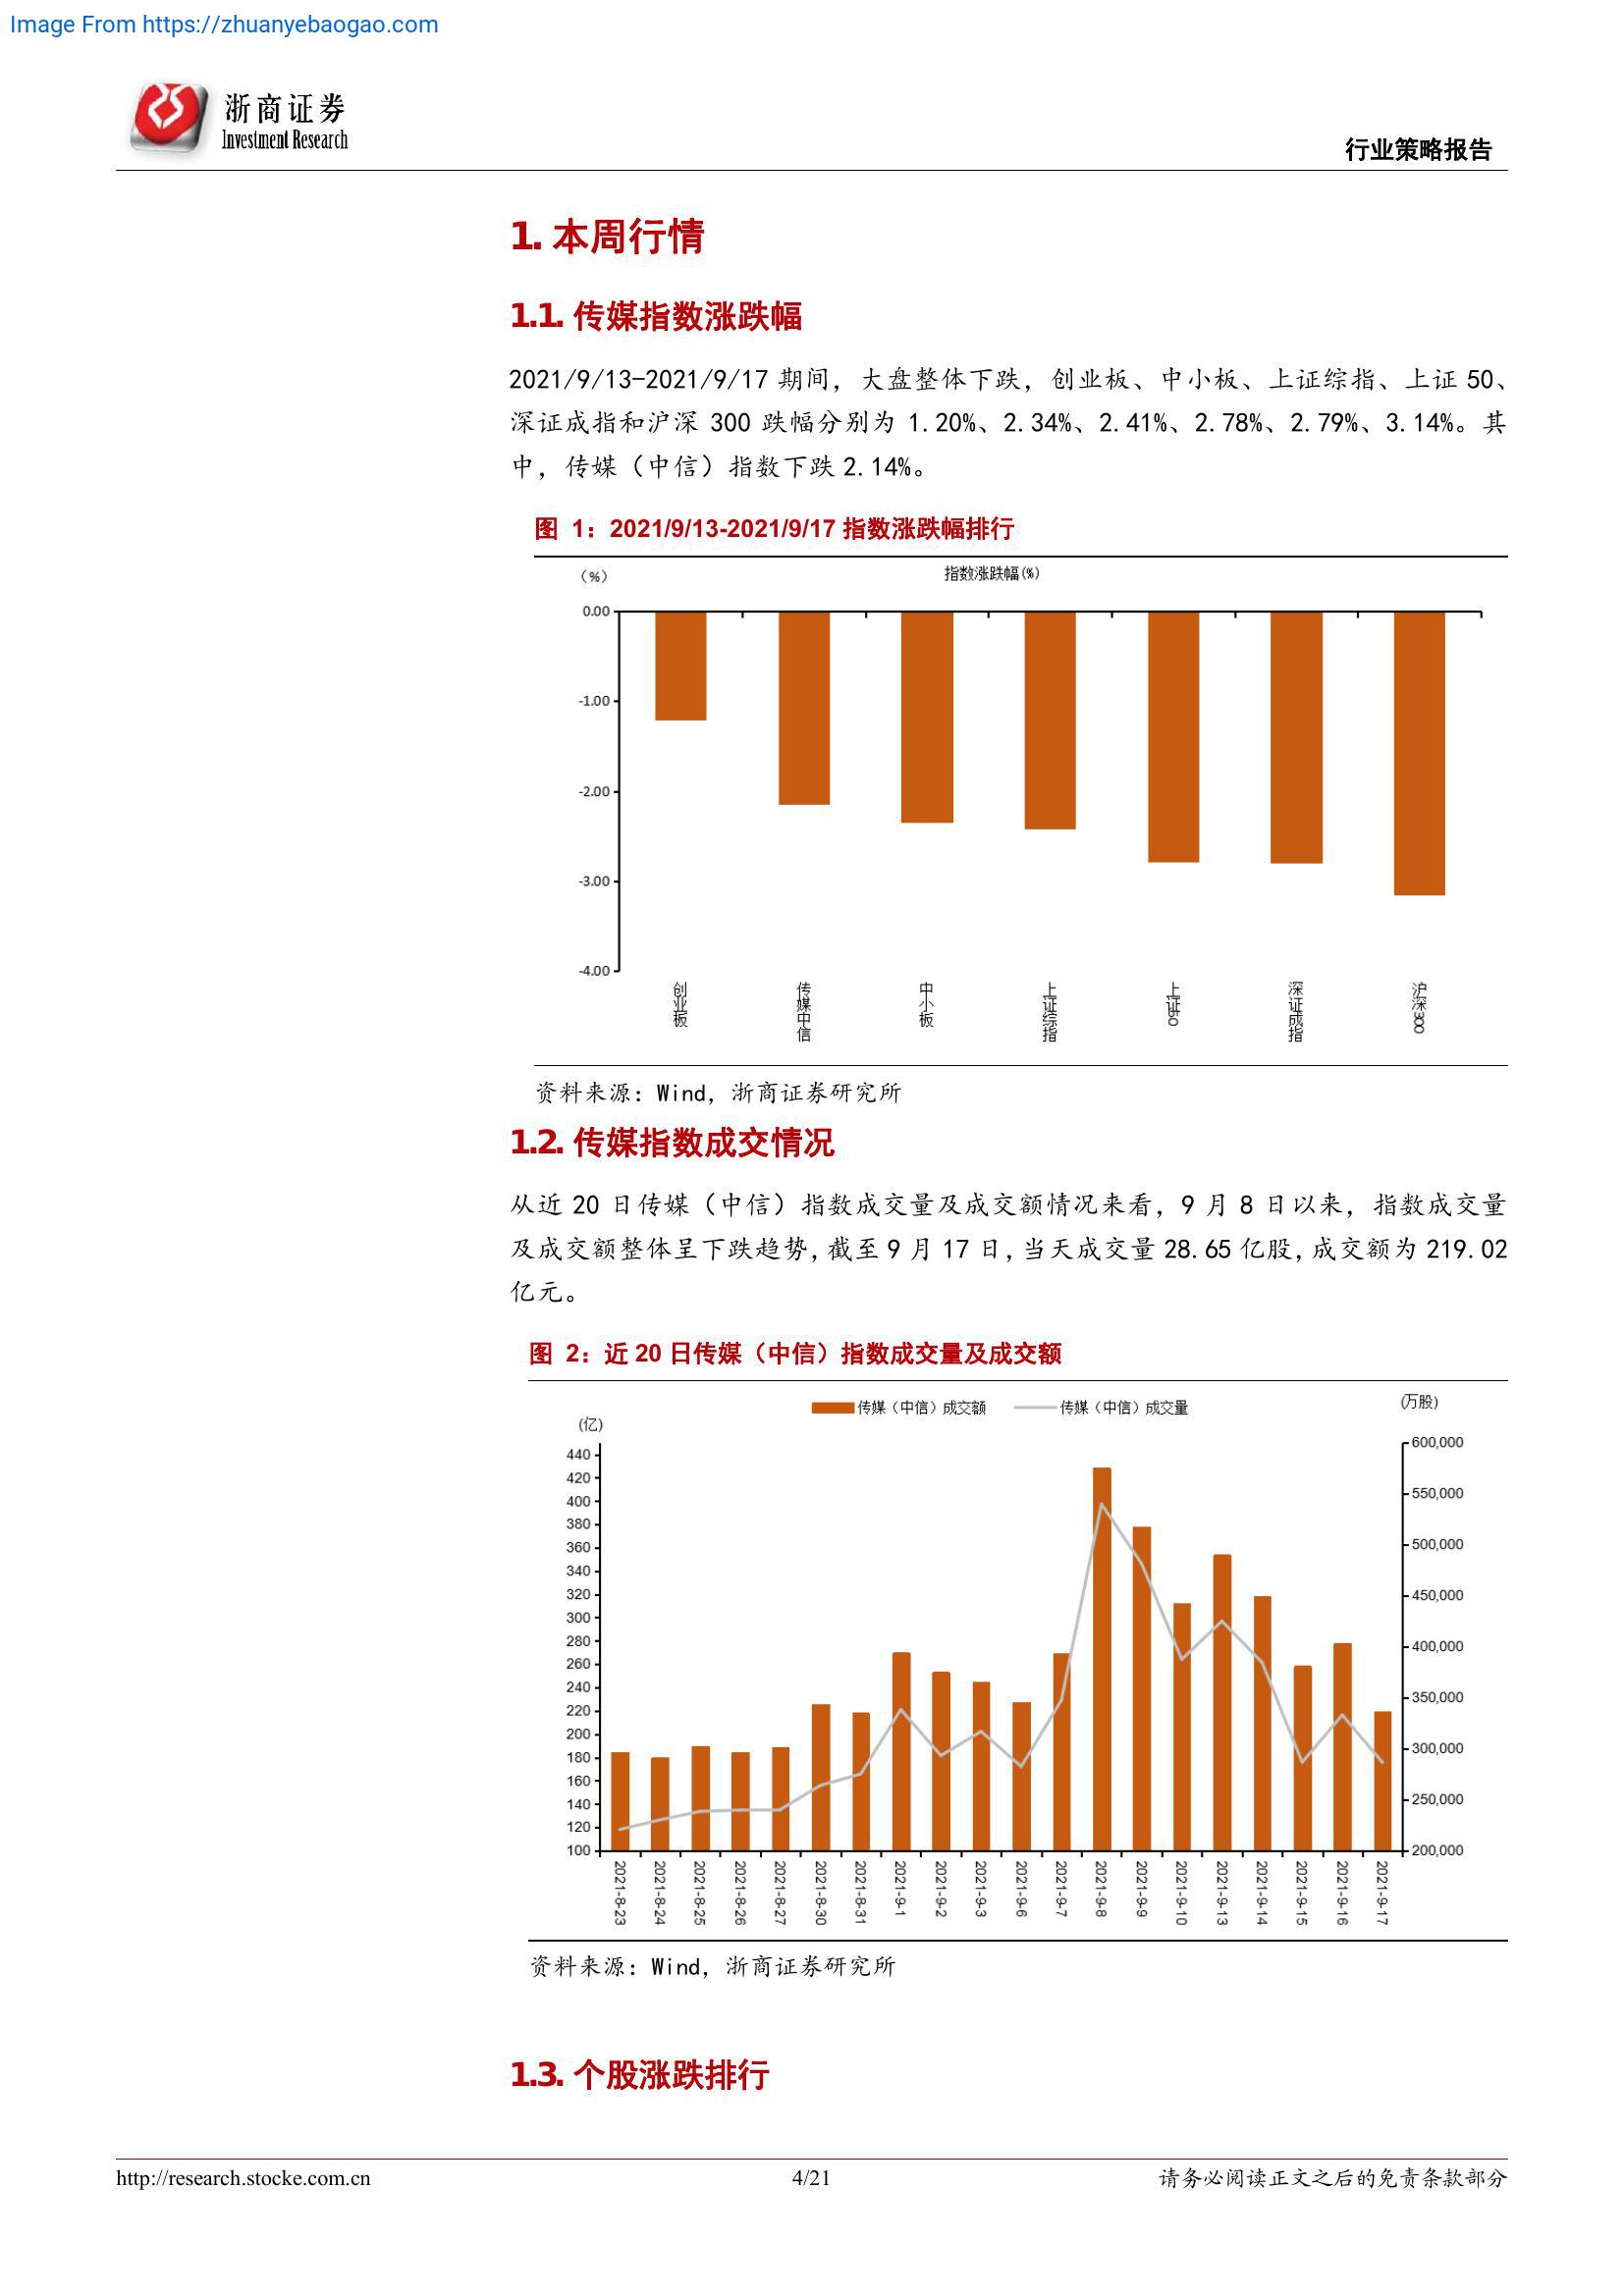 Image From https://zhuanyebaogao.com
浙商证券
Investment Research
行业策略报告
1. 本周行情
1.1. 传媒指数涨跌幅
2021/9/13-2021/9/17 期间，大盘整体下跌，创业板、中小板、上证综指、上证 50、
深证成指和沪深 300 跌幅分别为 1.20%、2.34%、2.41%、2.78%、2.79%、3.14%。其
中，传媒（中信）指数下跌 2.14%。
图 1：2021/9/13-2021/9/17 指数涨跌幅排行
（%）
指数涨跌幅(%)
0.00
-1.00
-2.00
-3.00
-4.00
创业板
传媒中信
中小板
上证综指
上证50
深证成指
沪深300
资料来源：Wind，浙商证券研究所
1.2. 传媒指数成交情况
从近 20 日传媒（中信）指数成交量及成交额情况来看，9 月 8 日以来，指数成交量
及成交额整体呈下跌趋势，截至 9 月 17 日，当天成交量 28.65 亿股，成交额为 219.02
亿元。
图 2：近 20 日传媒（中信）指数成交量及成交额
传媒（中信）成交额
传媒（中信）成交量
(万股)
(亿)
440
420
400
380
360
340
320
300
280
260
240
220
200
180
160
140
120
100
600,000
550,000
500,000
450,000
400,000
350,000
300,000
250,000
200,000
2021-8-23
2021-8-24
2021-8-25
2021-8-26
2021-8-27
2021-8-30
2021-8-31
2021-9-1
2021-9-2
2021-9-3
2021-9-6
2021-9-7
2021-9-8
2021-9-9
2021-9-10
2021-9-13
2021-9-14
2021-9-15
2021-9-16
2021-9-17
资料来源：Wind，浙商证券研究所
1.3. 个股涨跌排行
http://research.stocke.com.cn
4/21
请务必阅读正文之后的免责条款部分